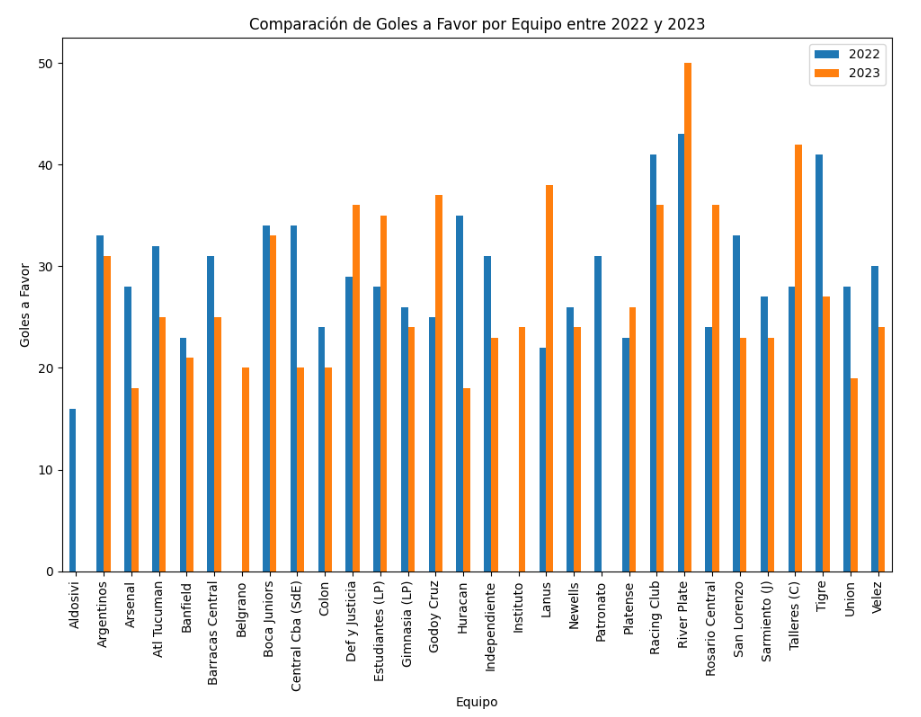 Comparación de Goles a Favor por Equipo entre 2022 y 2023
2022
2023
Goles a Favor
50
40
30
20
10
0
Aldosivi
Argentinos
Arsenal
Atl Tucuman
Banfield
Barracas Central
Belgrano
Boca Juniors
Central Cba (SdE)
Colon
Def y Justicia
Estudiantes (LP)
Gimnasia (LP)
Godoy Cruz
Huracan
Independiente
Instituto
Lanus
Newells
Patronato
Platense
Racing Club
River Plate
Rosario Central
San Lorenzo
Sarmiento (J)
Talleres (C)
Tigre
Union
Velez
Equipo